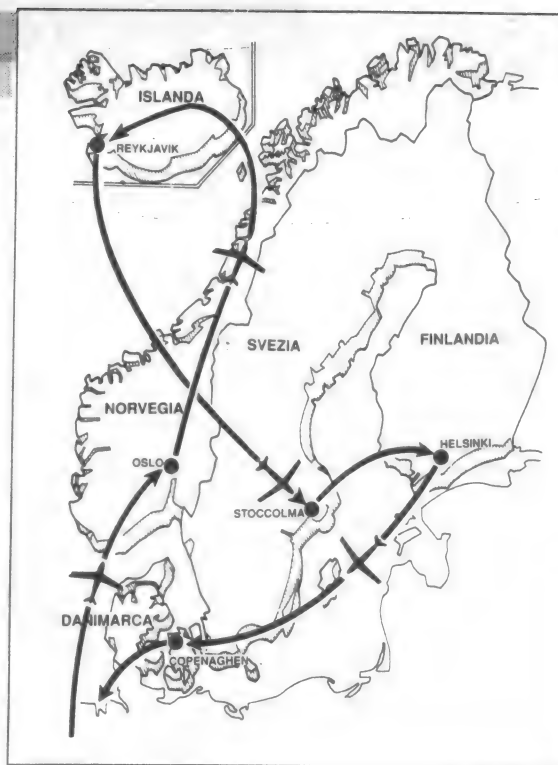 ISLANDA
REYKJAVIK
SVEZIA
FINLANDIA
NORVEGIA
HELSINKI
OSLO
STOCCOLMA
DANIMARCA
COPENAGHEN